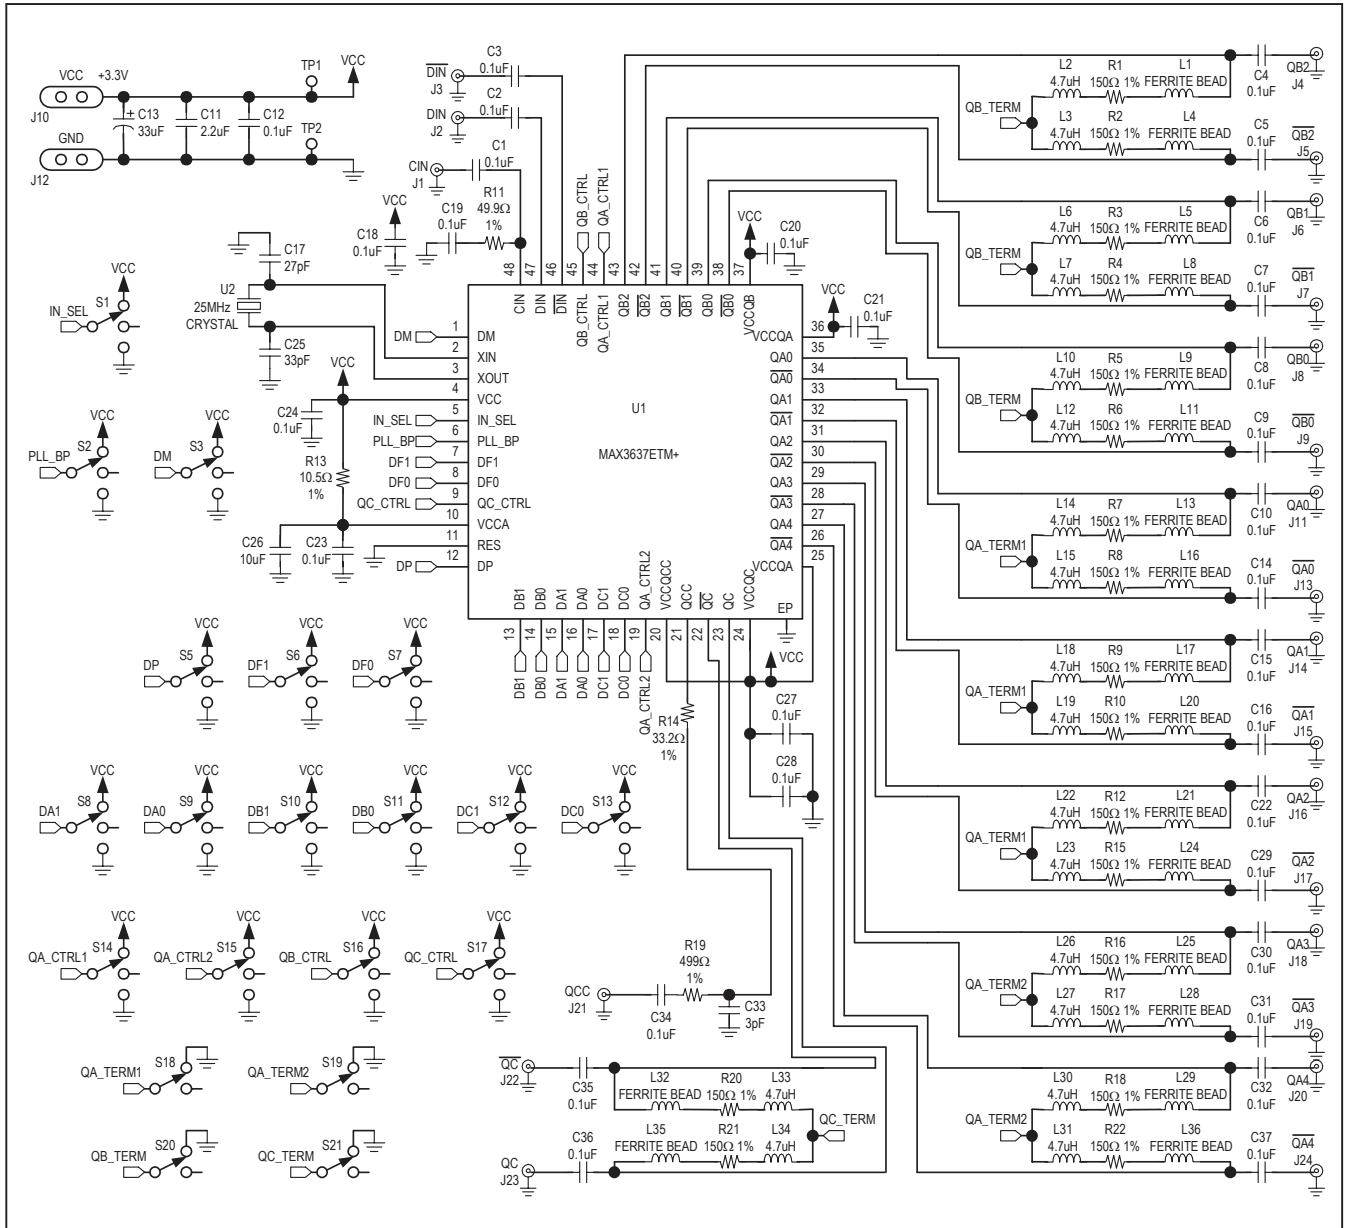 VCC +3.3V
J10
C13
33uF
C11
2.2uF
C12
0.1uF
TP1
VCC
GND
J12
TP2
DIN
J3
C3
0.1uF
DIN
J2
C2
0.1uF
CIN
J1
C1
0.1uF
R11
49.9Ω
1%
C19
0.1uF
VCC
C18
0.1uF
QB_CTRL
QA_CTRL1
VCC
C20
0.1uF
VCC
C21
0.1uF
C17
27pF
U2
25MHz
CRYSTAL
C25
33pF
VCC
S1
IN_SEL
VCC
S2
PLL_BP
VCC
S3
DM
VCC
C24
0.1uF
R13
10.5Ω
1%
C26
10uF
C23
0.1uF
48 47 46 45 44 43 42 41 40 39 38 37
CIN DIN DIN QB_CTRL QA_CTRL1 QB2 QB2 QB1 QB1 QB0 QB0 VCCQB
DM 1 DM
2 XIN
3 XOUT
4 VCC
IN_SEL 5 IN_SEL
PLL_BP 6 PLL_BP
DF1 7 DF1
DF0 8 DF0
QC_CTRL 9 QC_CTRL
10 VCCA
11 RES
DP 12 DP
U1
MAX3637ETM+
VCCQA 36
QA0 35
QA0 34
QA1 33
QA1 32
QA2 31
QA2 30
QA3 29
QA3 28
QA4 27
QA4 26
VCCQA 25
EP
DB1 DB0 DA1 DA0 DC1 DC0 QA_CTRL2 VCCQCC QCC QC QC VCCQC
13 14 15 16 17 18 19 20 21 22 23 24
DB1 DB0 DA1 DA0 DC1 DC0 QA_CTRL2
VCC
R14
33.2Ω
1%
C27
0.1uF
C28
0.1uF
VCC
S5
DP
VCC
S6
DF1
VCC
S7
DF0
VCC
S8
DA1
VCC
S9
DA0
VCC
S10
DB1
VCC
S11
DB0
VCC
S12
DC1
VCC
S13
DC0
VCC
S14
QA_CTRL1
VCC
S15
QA_CTRL2
VCC
S16
QB_CTRL
VCC
S17
QC_CTRL
S18
QA_TERM1
S19
QA_TERM2
S20
QB_TERM
S21
QC_TERM
QCC
J21
C34
0.1uF
R19
499Ω
1%
C33
3pF
QC
J22
C35
0.1uF
L32 R20 L33
FERRITE BEAD 150Ω 1% 4.7uH
QC_TERM
L35 R21 L34
FERRITE BEAD 150Ω 1% 4.7uH
C36
0.1uF
QC
J23
QB_TERM
L2 R1 L1
4.7uH 150Ω 1% FERRITE BEAD
L3 R2 L4
4.7uH 150Ω 1% FERRITE BEAD
C4
0.1uF
QB2
J4
C5
0.1uF
QB2
J5
QB_TERM
L6 R3 L5
4.7uH 150Ω 1% FERRITE BEAD
L7 R4 L8
4.7uH 150Ω 1% FERRITE BEAD
C6
0.1uF
QB1
J6
C7
0.1uF
QB1
J7
QB_TERM
L10 R5 L9
4.7uH 150Ω 1% FERRITE BEAD
L12 R6 L11
4.7uH 150Ω 1% FERRITE BEAD
C8
0.1uF
QB0
J8
C9
0.1uF
QB0
J9
QA_TERM1
L14 R7 L13
4.7uH 150Ω 1% FERRITE BEAD
L15 R8 L16
4.7uH 150Ω 1% FERRITE BEAD
C10
0.1uF
QA0
J11
C14
0.1uF
QA0
J13
QA_TERM1
L18 R9 L17
4.7uH 150Ω 1% FERRITE BEAD
L19 R10 L20
4.7uH 150Ω 1% FERRITE BEAD
C15
0.1uF
QA1
J14
C16
0.1uF
QA1
J15
QA_TERM1
L22 R12 L21
4.7uH 150Ω 1% FERRITE BEAD
L23 R15 L24
4.7uH 150Ω 1% FERRITE BEAD
C22
0.1uF
QA2
J16
C29
0.1uF
QA2
J17
QA_TERM2
L26 R16 L25
4.7uH 150Ω 1% FERRITE BEAD
L27 R17 L28
4.7uH 150Ω 1% FERRITE BEAD
C30
0.1uF
QA3
J18
C31
0.1uF
QA3
J19
QA_TERM2
L30 R18 L29
4.7uH 150Ω 1% FERRITE BEAD
L31 R22 L36
4.7uH 150Ω 1% FERRITE BEAD
C32
0.1uF
QA4
J20
C37
0.1uF
QA4
J24